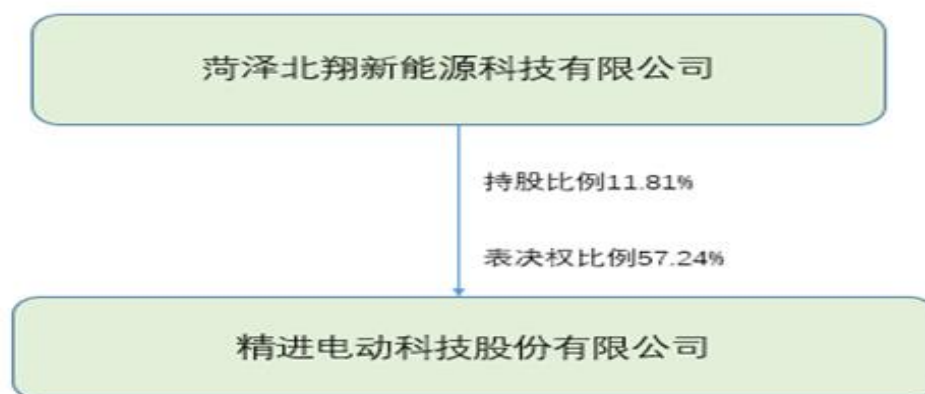 菏泽北翔新能源科技有限公司
持股比例11.81%
表决权比例57.24%
精进电动科技股份有限公司